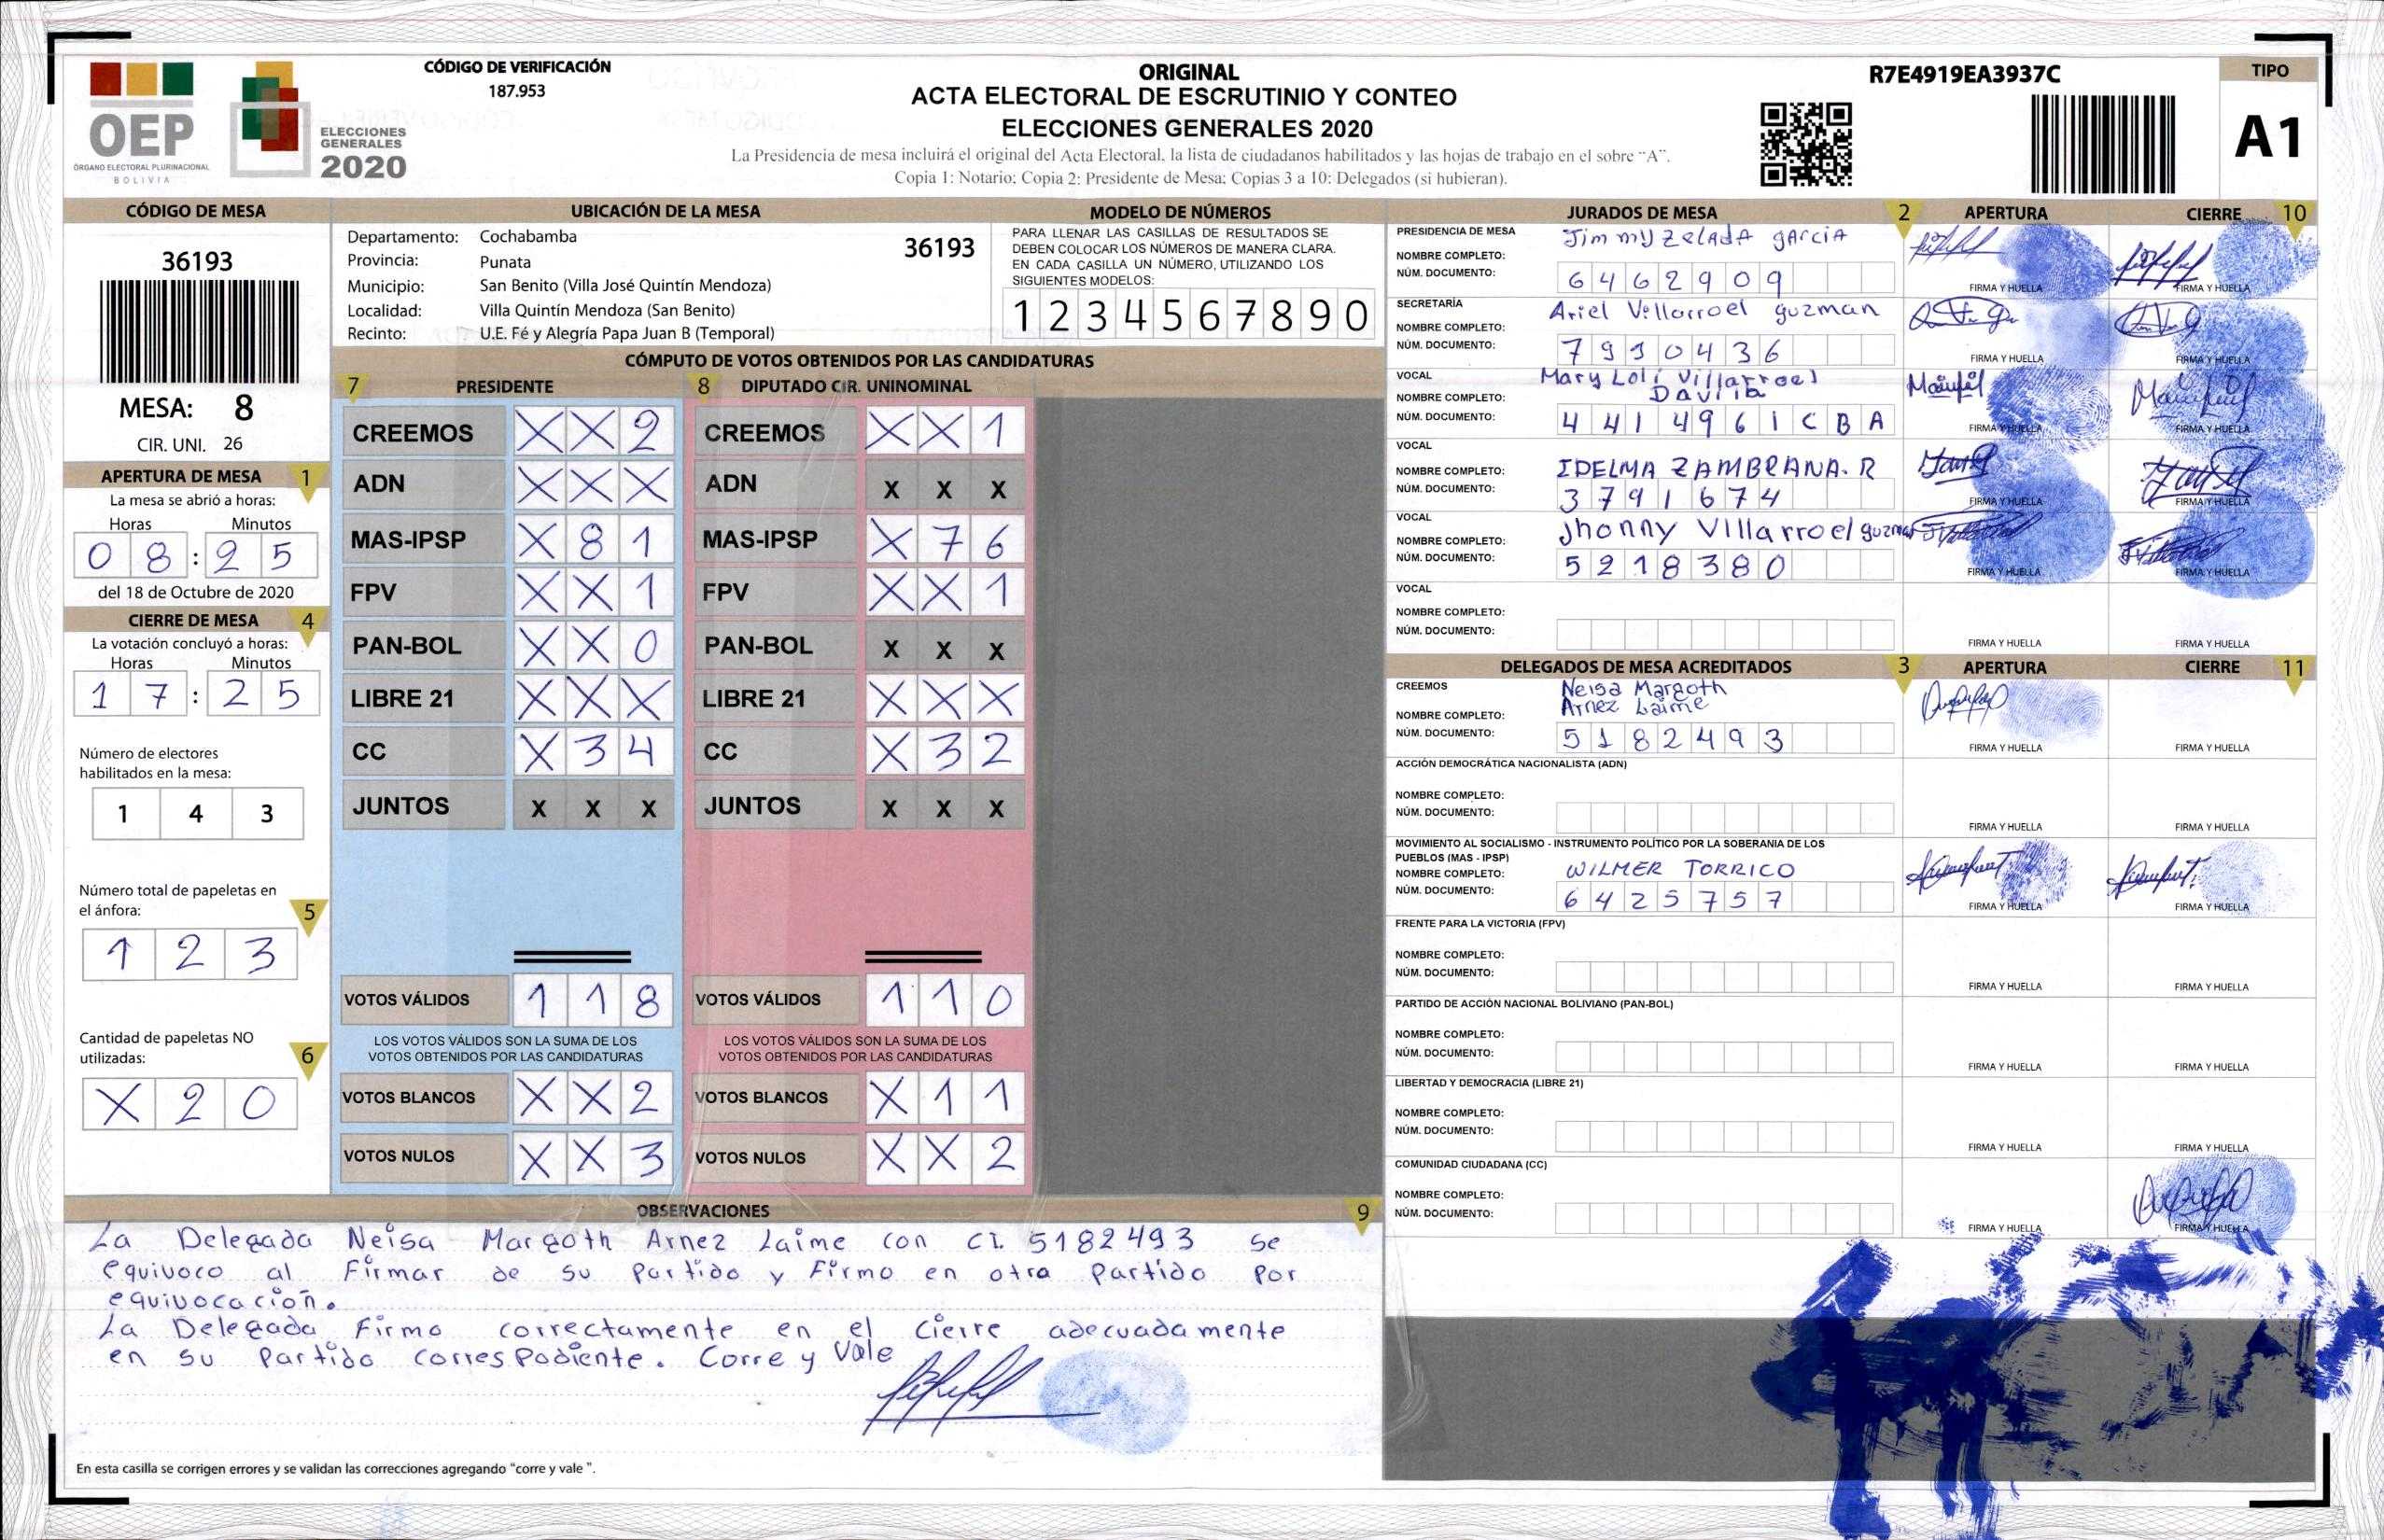 OEP
ÓRGANO ELECTORAL PLURINACIONAL
BOLIVIA
ELECCIONES
GENERALES
2020
CÓDIGO DE VERIFICACIÓN
187.953
ORIGINAL
ACTA ELECTORAL DE ESCRUTINIO Y CONTEO
ELECCIONES GENERALES 2020
La Presidencia de mesa incluirá el original del Acta Electoral, la lista de ciudadanos habilitados y las hojas de trabajo en el sobre "A".
Copia 1: Notario; Copia 2: Presidente de Mesa; Copias 3 a 10: Delegados (si hubieran).
R7E4919EA3937C
TIPO
A1
CÓDIGO DE MESA
36193
MESA: 8
CIR. UNI. 26
APERTURA DE MESA 1
La mesa se abrió a horas:
Horas Minutos
0 8 : 2 5
del 18 de Octubre de 2020
CIERRE DE MESA 4
La votación concluyó a horas:
Horas Minutos
1 7 : 2 5
Número de electores
habilitados en la mesa:
1 4 3
Número total de papeletas en
el ánfora: 5
1 2 3
Cantidad de papeletas NO
utilizadas: 6
X 2 0
UBICACIÓN DE LA MESA
Departamento: Cochabamba
36193
Provincia: Punata
Municipio: San Benito (Villa José Quintín Mendoza)
Localidad: Villa Quintín Mendoza (San Benito)
Recinto: U.E. Fé y Alegría Papa Juan B (Temporal)
MODELO DE NÚMEROS
PARA LLENAR LAS CASILLAS DE RESULTADOS SE
DEBEN COLOCAR LOS NÚMEROS DE MANERA CLARA.
EN CADA CASILLA UN NÚMERO, UTILIZANDO LOS
SIGUIENTES MODELOS:
1 2 3 4 5 6 7 8 9 0
CÓMPUTO DE VOTOS OBTENIDOS POR LAS CANDIDATURAS
7 PRESIDENTE
CREEMOS X X 2
ADN X X X
MAS-IPSP X 8 1
FPV X X 1
PAN-BOL X X 0
LIBRE 21 X X X
CC X 3 4
JUNTOS X X X
VOTOS VÁLIDOS 1 1 8
LOS VOTOS VÁLIDOS SON LA SUMA DE LOS
VOTOS OBTENIDOS POR LAS CANDIDATURAS
VOTOS BLANCOS X X 2
VOTOS NULOS X X 3
8 DIPUTADO CIR. UNINOMINAL
CREEMOS X X 1
ADN X X X
MAS-IPSP X 7 6
FPV X X 1
PAN-BOL X X X
LIBRE 21 X X X
CC X 3 2
JUNTOS X X X
VOTOS VÁLIDOS 1 1 0
LOS VOTOS VÁLIDOS SON LA SUMA DE LOS
VOTOS OBTENIDOS POR LAS CANDIDATURAS
VOTOS BLANCOS X 1 1
VOTOS NULOS X X 2
OBSERVACIONES 9
La Delegada Neisa Margoth Arnez Laime con CI. 5182493 se
equivoco al Firmar de su Partido y Firmo en otra Partido por
equivocación.
La Delegada Firmo correctamente en el cierre adecuadamente
en su Partido correspodiente. Corre y Vale
En esta casilla se corrigen errores y se validan las correcciones agregando "corre y vale ".
JURADOS DE MESA 2 APERTURA CIERRE 10
PRESIDENCIA DE MESA
NOMBRE COMPLETO: Jimmy Zelada garcia
NÚM. DOCUMENTO: 6462909
FIRMA Y HUELLA FIRMA Y HUELLA
SECRETARÍA
NOMBRE COMPLETO: Ariel Villarroel guzman
NÚM. DOCUMENTO: 7930436
FIRMA Y HUELLA FIRMA Y HUELLA
VOCAL
NOMBRE COMPLETO: Mary Loli Villarroel
Davila
NÚM. DOCUMENTO: 4414961CBA
FIRMA Y HUELLA FIRMA Y HUELLA
VOCAL
NOMBRE COMPLETO: IDELMA ZAMBRANA. R
NÚM. DOCUMENTO: 3791674
FIRMA Y HUELLA FIRMA Y HUELLA
VOCAL
NOMBRE COMPLETO: Jhonny Villarroel guzman
NÚM. DOCUMENTO: 5218380
FIRMA Y HUELLA FIRMA Y HUELLA
VOCAL
NOMBRE COMPLETO:
NÚM. DOCUMENTO:
FIRMA Y HUELLA FIRMA Y HUELLA
DELEGADOS DE MESA ACREDITADOS 3 APERTURA CIERRE 11
CREEMOS
NOMBRE COMPLETO: Neisa Margoth
Arnez Laime
NÚM. DOCUMENTO: 5182493
FIRMA Y HUELLA FIRMA Y HUELLA
ACCIÓN DEMOCRÁTICA NACIONALISTA (ADN)
NOMBRE COMPLETO:
NÚM. DOCUMENTO:
FIRMA Y HUELLA FIRMA Y HUELLA
MOVIMIENTO AL SOCIALISMO - INSTRUMENTO POLÍTICO POR LA SOBERANIA DE LOS
PUEBLOS (MAS - IPSP)
NOMBRE COMPLETO: WILMER TORRICO
NÚM. DOCUMENTO: 6425757
FIRMA Y HUELLA FIRMA Y HUELLA
FRENTE PARA LA VICTORIA (FPV)
NOMBRE COMPLETO:
NÚM. DOCUMENTO:
FIRMA Y HUELLA FIRMA Y HUELLA
PARTIDO DE ACCIÓN NACIONAL BOLIVIANO (PAN-BOL)
NOMBRE COMPLETO:
NÚM. DOCUMENTO:
FIRMA Y HUELLA FIRMA Y HUELLA
LIBERTAD Y DEMOCRACIA (LIBRE 21)
NOMBRE COMPLETO:
NÚM. DOCUMENTO:
FIRMA Y HUELLA FIRMA Y HUELLA
COMUNIDAD CIUDADANA (CC)
NOMBRE COMPLETO:
NÚM. DOCUMENTO:
FIRMA Y HUELLA FIRMA Y HUELLA